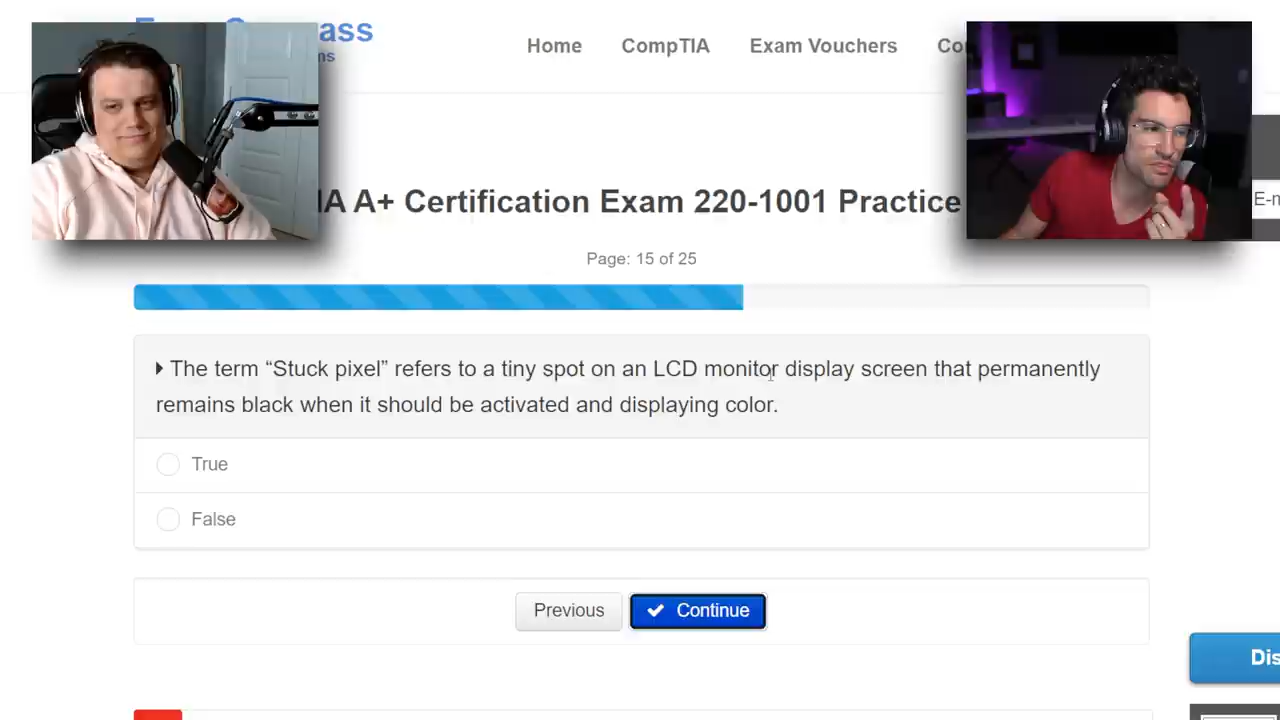 ass
ms
Home CompTIA Exam Vouchers
IA A+ Certification Exam 220-1001 Practice
Page: 15 of 25
The term “Stuck pixel” refers to a tiny spot on an LCD monitor display screen that permanently
remains black when it should be activated and displaying color.
True
False
Previous Continue